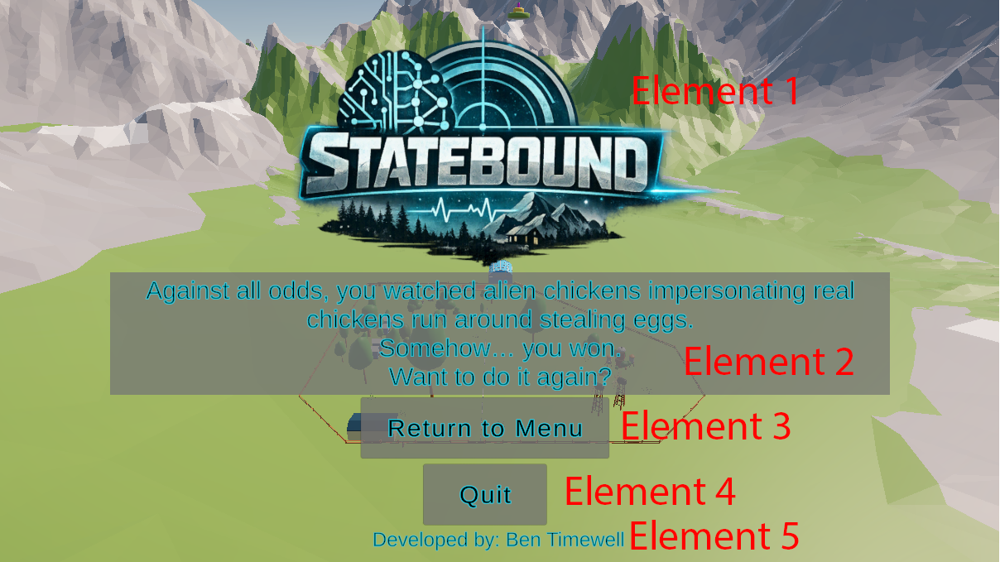 Element 1
STATEBOUND
Against all odds, you watched alien chickens impersonating real
chickens run around stealing eggs.
Somehow... you won.
Element 2
Want to do it again?
Return to Menu
Element 3
Quit
Element 4
Developed by: Ben Timewell
Element 5